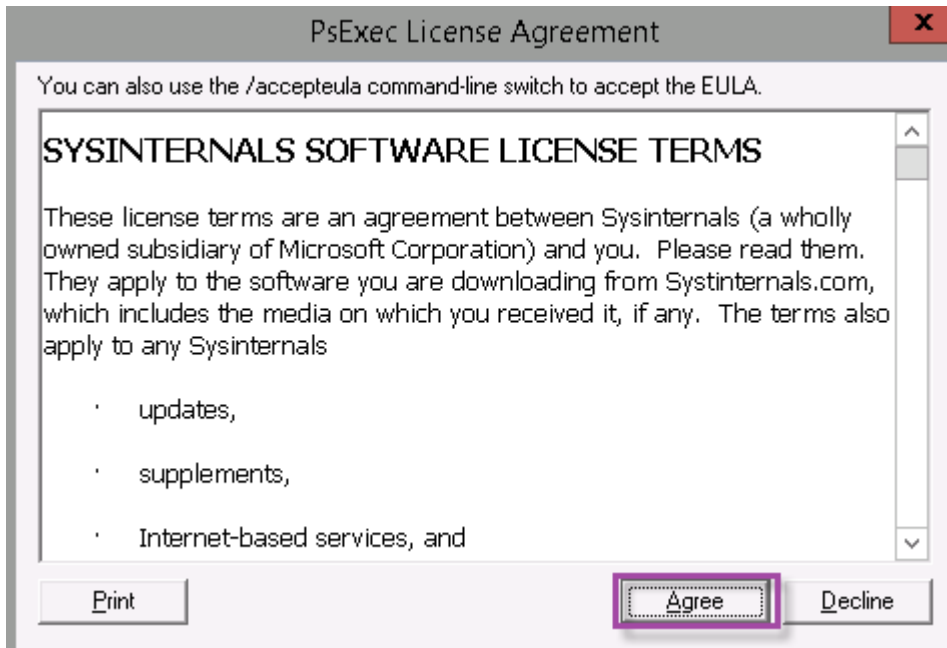 PsExec License Agreement
x
You can also use the /accepteula command-line switch to accept the EULA.
SYSINTERNALS SOFTWARE LICENSE TERMS
These license terms are an agreement between Sysinternals (a wholly
owned subsidiary of Microsoft Corporation) and you.  Please read them.
They apply to the software you are downloading from Systinternals.com,
which includes the media on which you received it, if any.  The terms also
apply to any Sysinternals
· updates,
· supplements,
· Internet-based services, and
Print Agree Decline